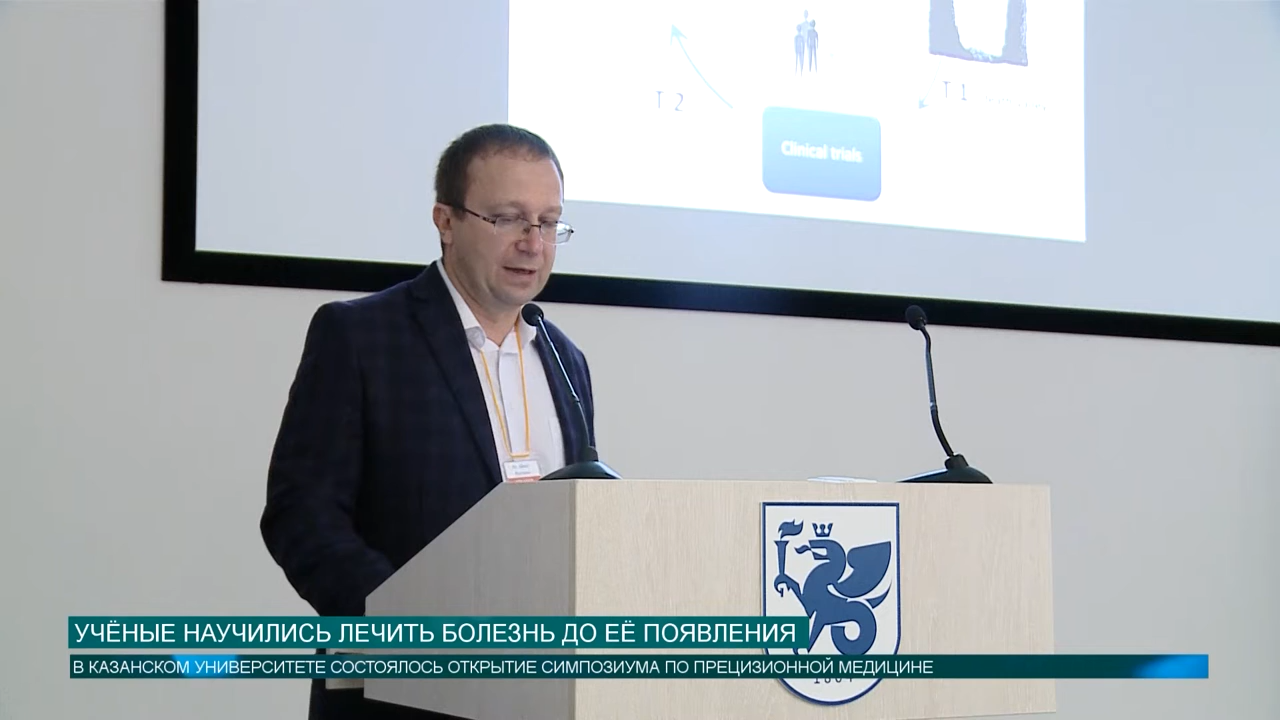 T 2
T 1
Clinical trials
УЧЁНЫЕ НАУЧИЛИСЬ ЛЕЧИТЬ БОЛЕЗНЬ ДО ЕЁ ПОЯВЛЕНИЯ
В КАЗАНСКОМ УНИВЕРСИТЕТЕ СОСТОЯЛОСЬ ОТКРЫТИЕ СИМПОЗИУМА ПО ПРЕЦИЗИОННОЙ МЕДИЦИНЕ